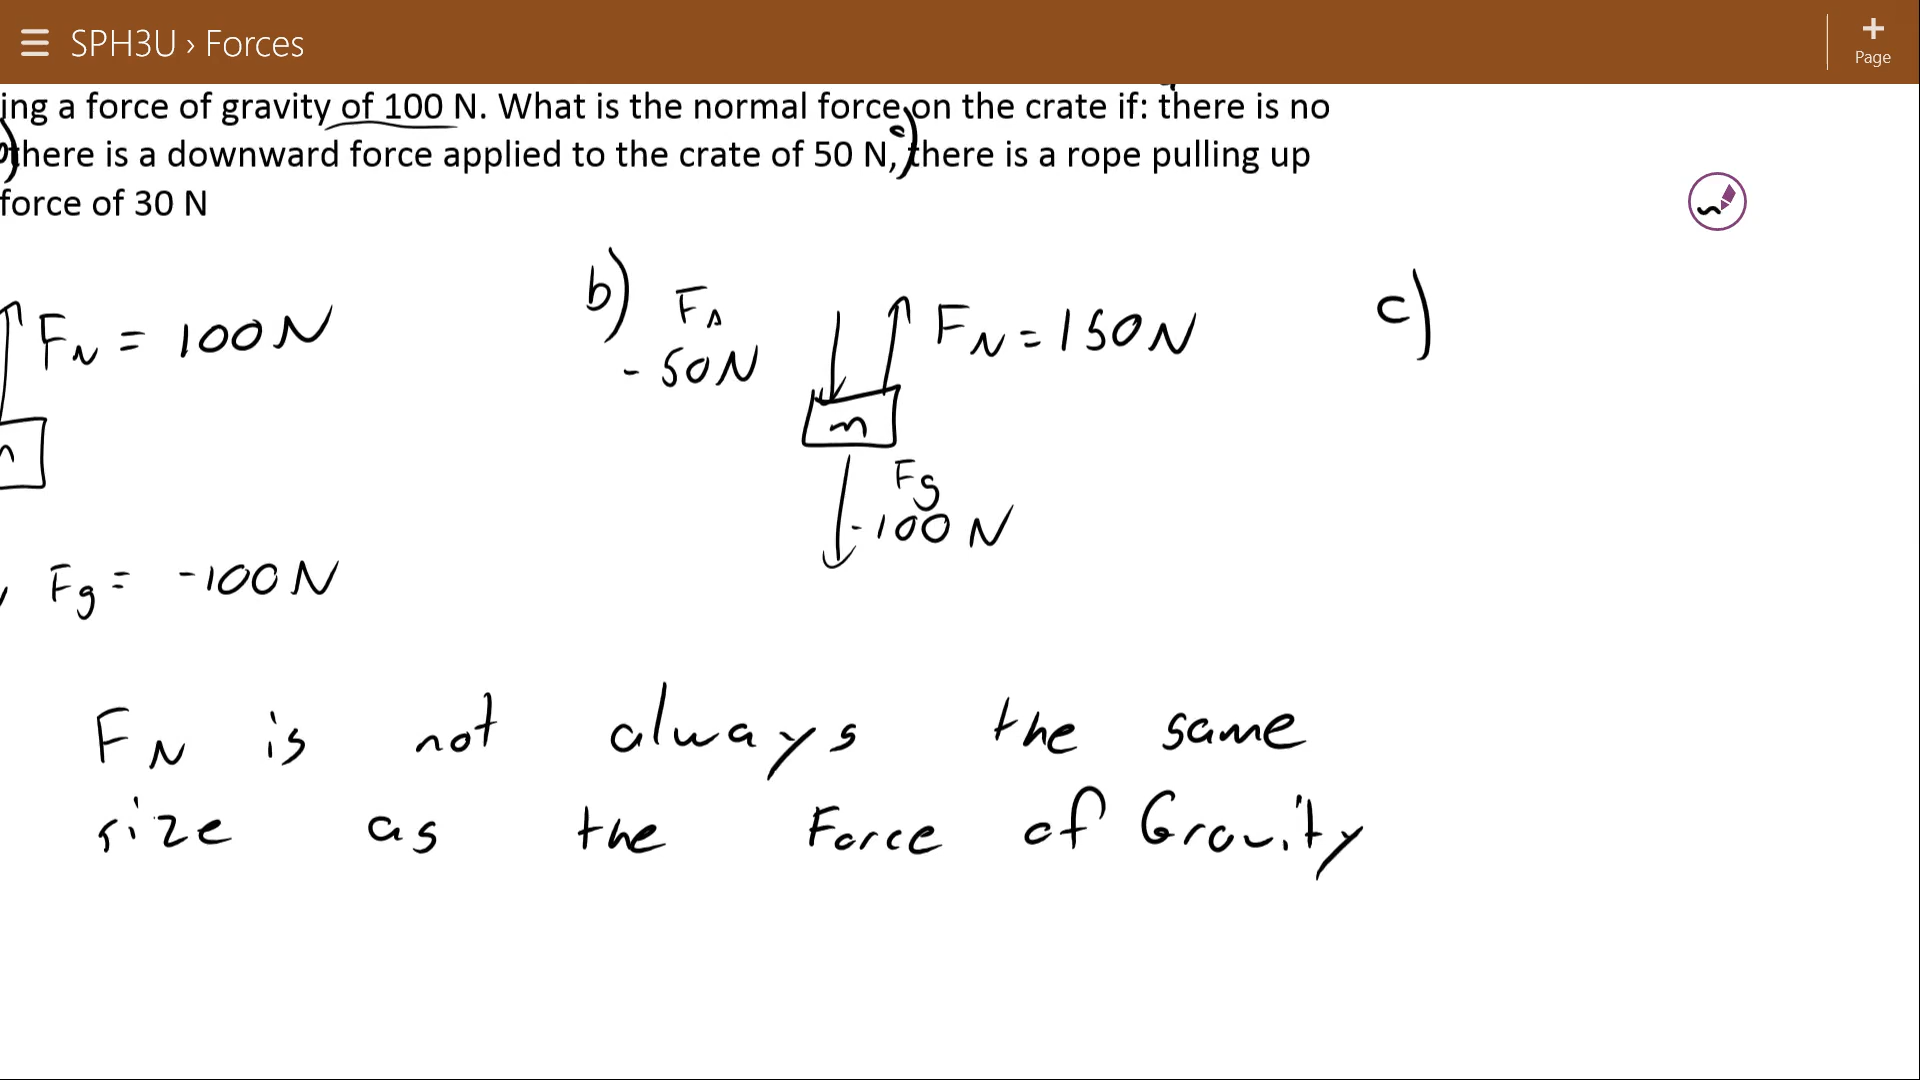 SPH3U › Forces
Page
ing a force of gravity of 100 N. What is the normal force on the crate if: there is no
there is a downward force applied to the crate of 50 N, c) there is a rope pulling up
force of 30 N
FN = 100N
b) FA
- 50N
FN = 150N
c)
m
Fg
-100 N
Fg = -100N
FN is not always the same
size as the Force of Gravity